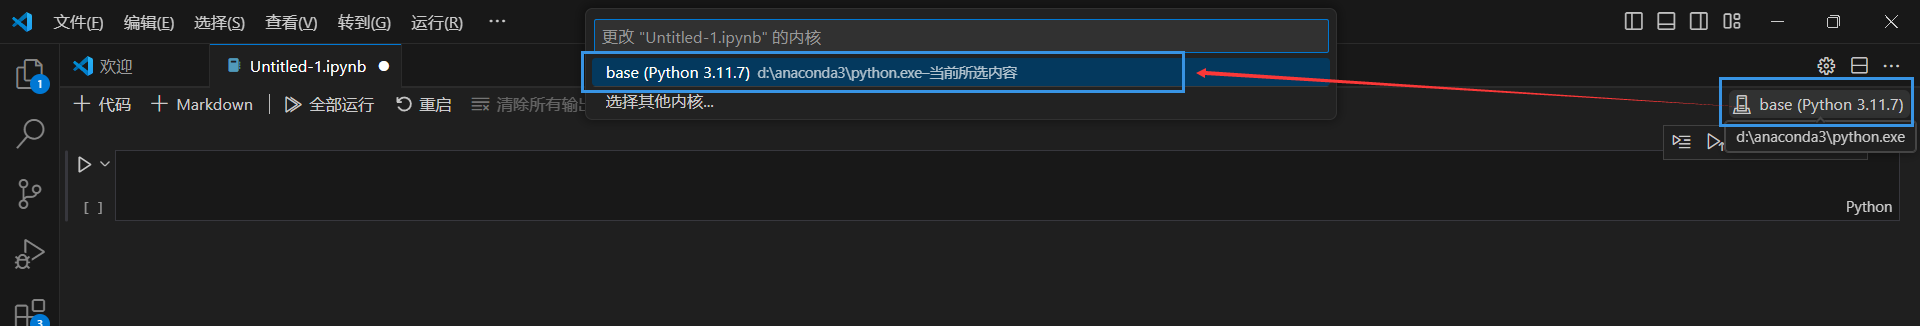 文件(F) 编辑(E) 选择(S) 查看(V) 转到(G) 运行(R) ···
更改 "Untitled-1.ipynb" 的内核
base (Python 3.11.7) d:\anaconda3\python.exe-当前所选内容
选择其他内核...
欢迎
Untitled-1.ipynb
1
+ 代码 + Markdown 全部运行 重启 清除所有输出
base (Python 3.11.7)
d:\anaconda3\python.exe
[ ]
Python
3